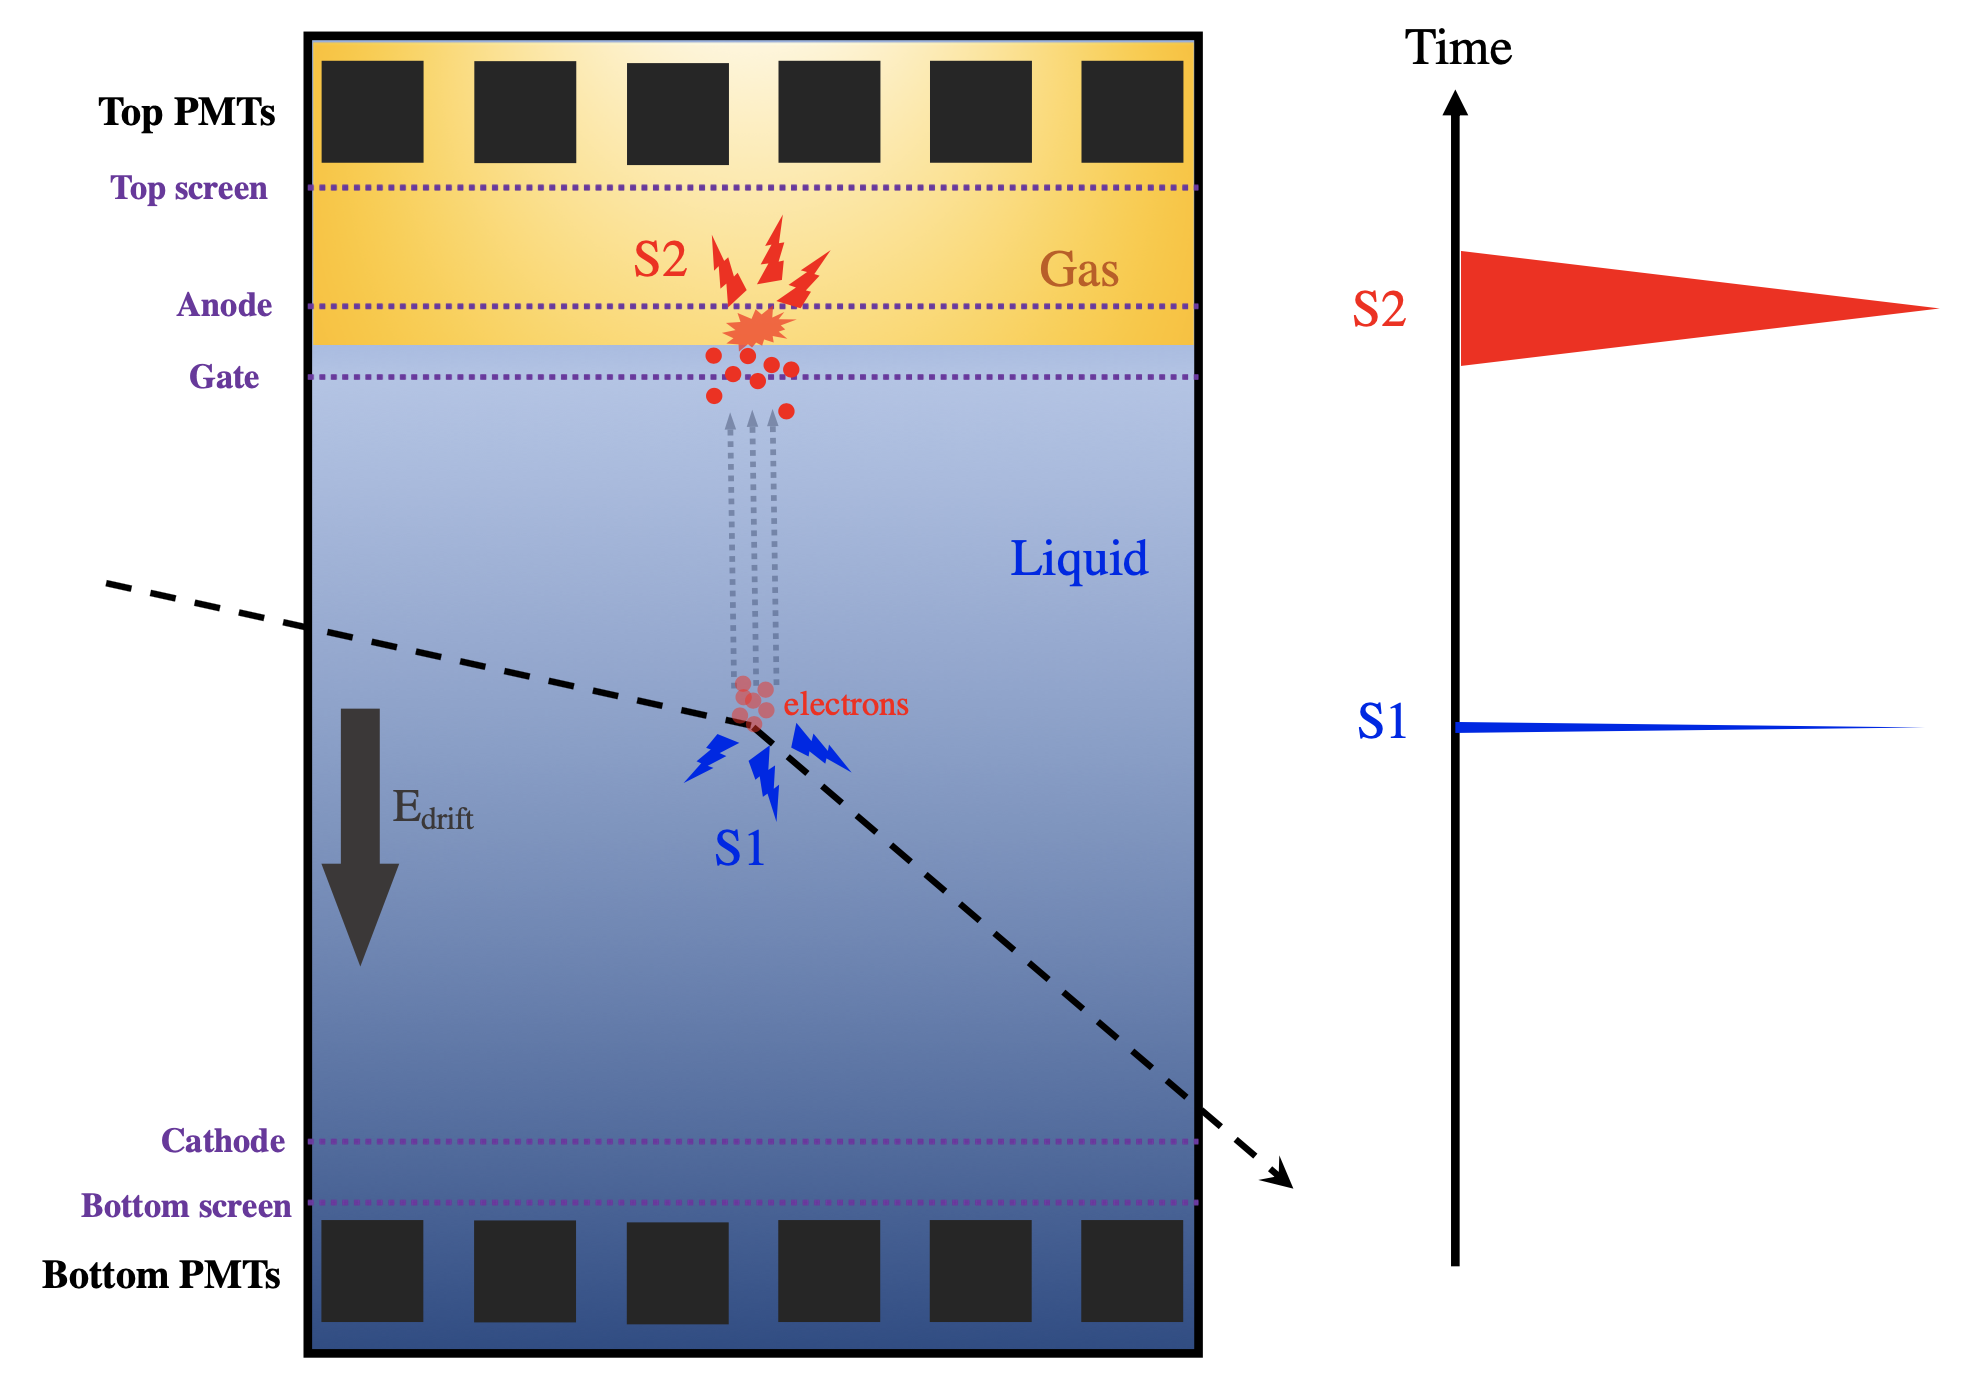 Time
Top PMTs
Top screen
S2
Gas
Anode
S2
Gate
Liquid
electrons
S1
E_drift
S1
Cathode
Bottom screen
Bottom PMTs